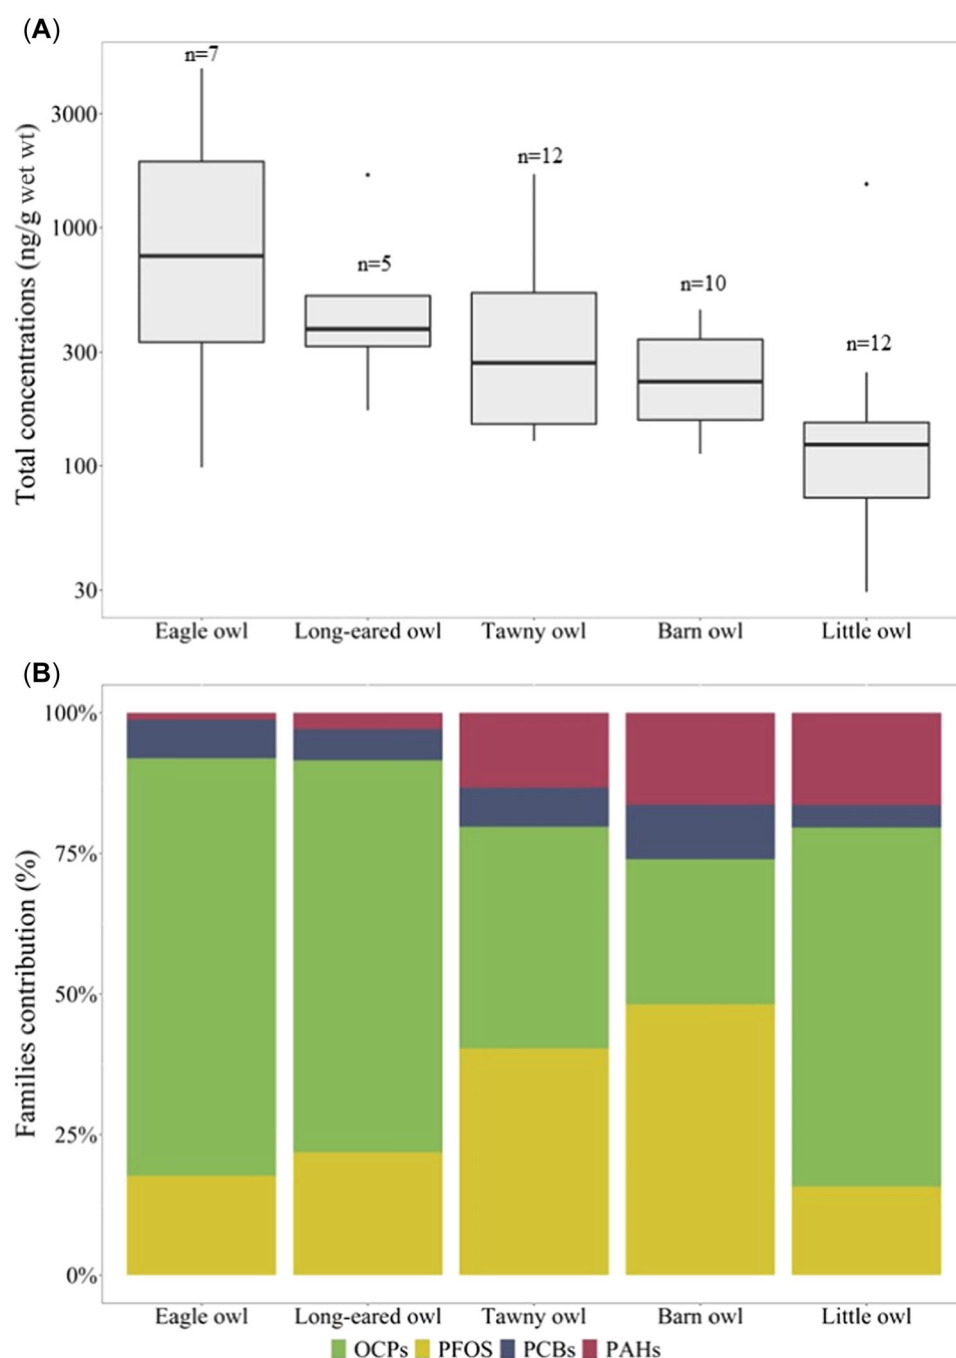 (A)
Total concentrations (ng/g wet wt)
3000
1000
300
100
30
n=7
n=5
n=12
n=10
n=12
Eagle owl Long-eared owl Tawny owl Barn owl Little owl
(B)
Families contribution (%)
100%
75%
50%
25%
0%
Eagle owl Long-eared owl Tawny owl Barn owl Little owl
OCPs PFOS PCBs PAHs